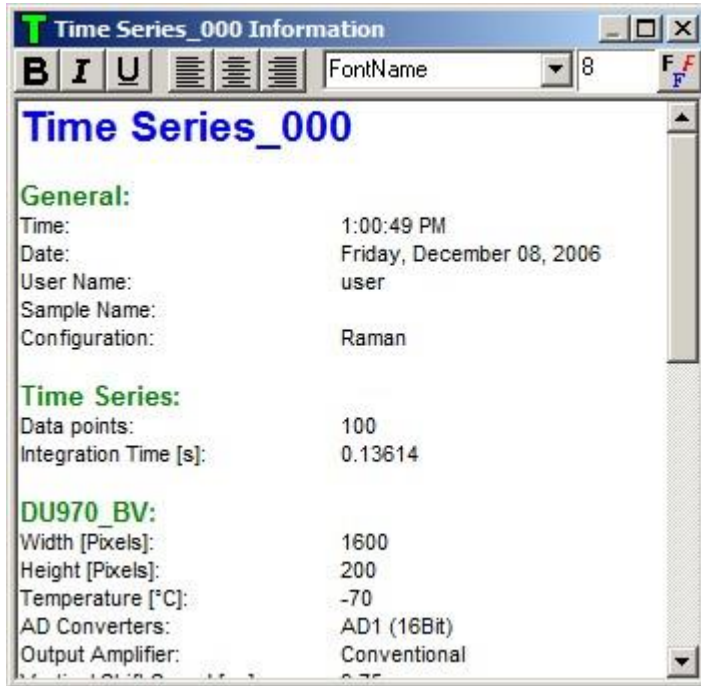 Time Series_000 Information
B I U FontName 8 F F F
Time Series_000
General:
Time: 1:00:49 PM
Date: Friday, December 08, 2006
User Name: user
Sample Name:
Configuration: Raman
Time Series:
Data points: 100
Integration Time [s]: 0.13614
DU970_BV:
Width [Pixels]: 1600
Height [Pixels]: 200
Temperature [°C]: -70
AD Converters: AD1 (16Bit)
Output Amplifier: Conventional